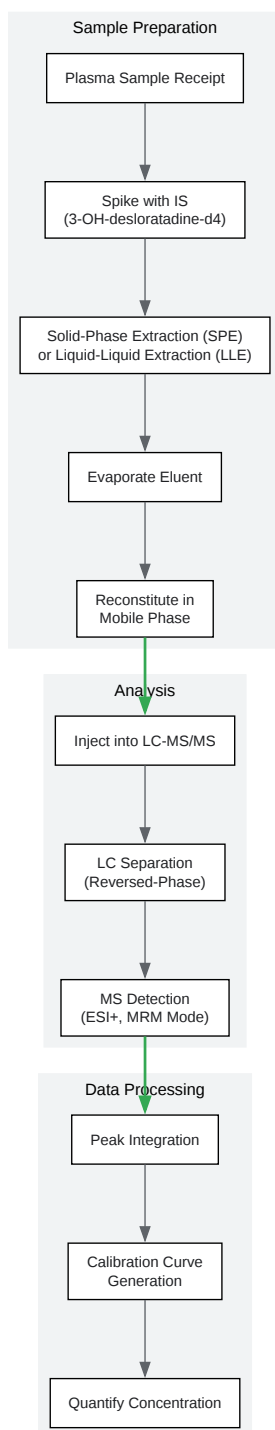 Sample Preparation
Plasma Sample Receipt
Spike with IS
(3-OH-desloratadine-d4)
Solid-Phase Extraction (SPE)
or Liquid-Liquid Extraction (LLE)
Evaporate Eluent
Reconstitute in
Mobile Phase
Analysis
Inject into LC-MS/MS
LC Separation
(Reversed-Phase)
MS Detection
(ESI+, MRM Mode)
Data Processing
Peak Integration
Calibration Curve
Generation
Quantify Concentration